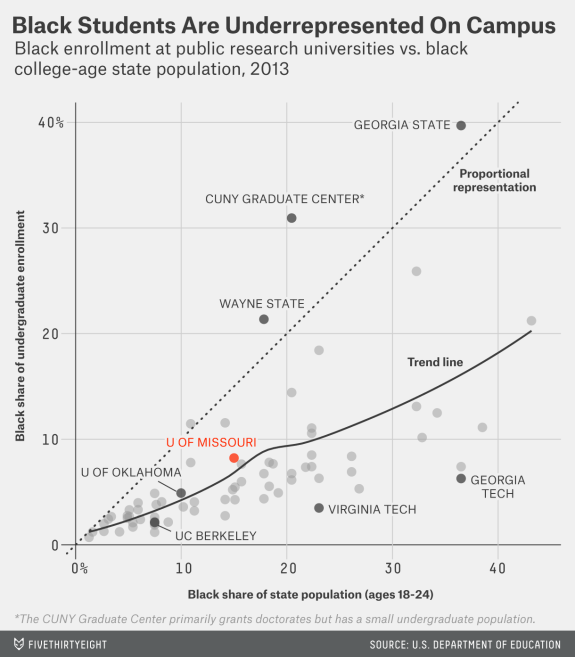 Black Students Are Underrepresented On Campus
Black enrollment at public research universities vs. black
college-age state population, 2013
40%
GEORGIA STATE
Proportional
representation
CUNY GRADUATE CENTER*
30
WAYNE STATE
20
Trend line
Black share of undergraduate enrollment
U OF MISSOURI
10
U OF OKLAHOMA
GEORGIA
TECH
VIRGINIA TECH
UC BERKELEY
0
0%
10
20
30
40
Black share of state population (ages 18-24)
*The CUNY Graduate Center primarily grants doctorates but has a small undergraduate population.
FIVETHIRTYEIGHT
SOURCE: U.S. DEPARTMENT OF EDUCATION